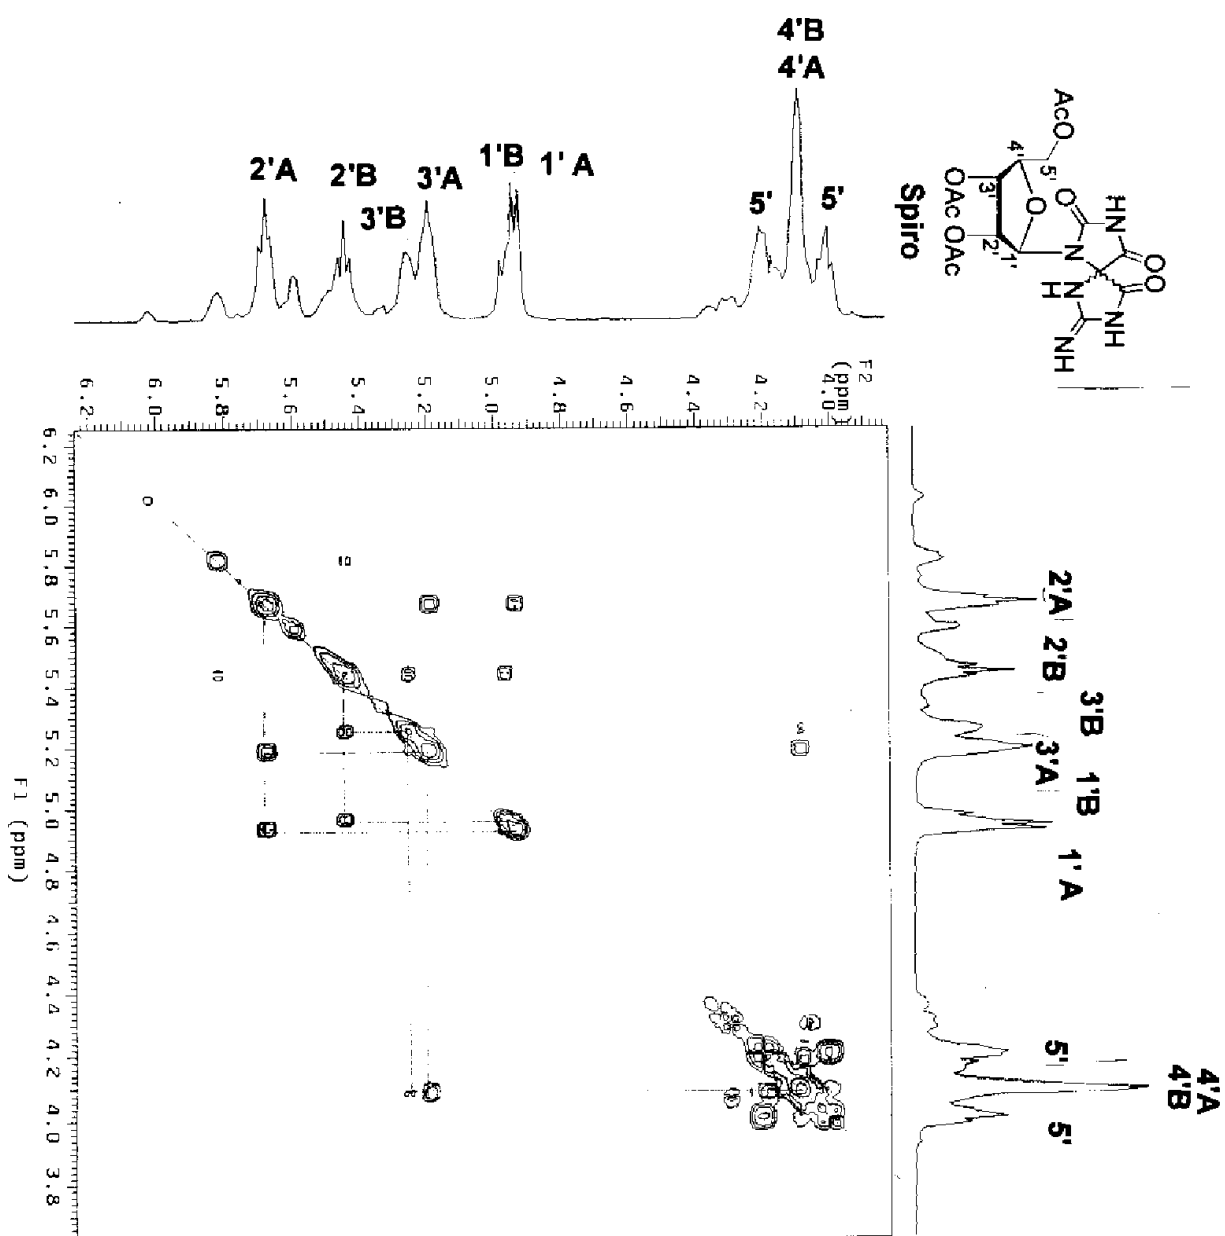 4'B
4'A
2'A
2'B
3'B
3'A
1'B
1' A
5'
5'
AcO
4'
5'
O
3'
OAc
OAc
2'
1'
O
HN
O
O
N
N
H
NH
NH
Spiro
F2
(ppm)
4.0
4.2
4.4
4.6
4.8
5.0
5.2
5.4
5.6
5.8
6.0
6.2
6.2
6.0
5.8
5.6
5.4
5.2
5.0
4.8
4.6
4.4
4.2
4.0
3.8
F1 (ppm)
2'A
2'B
3'B
3'A
1'B
1' A
5'
4'A
4'B
5'